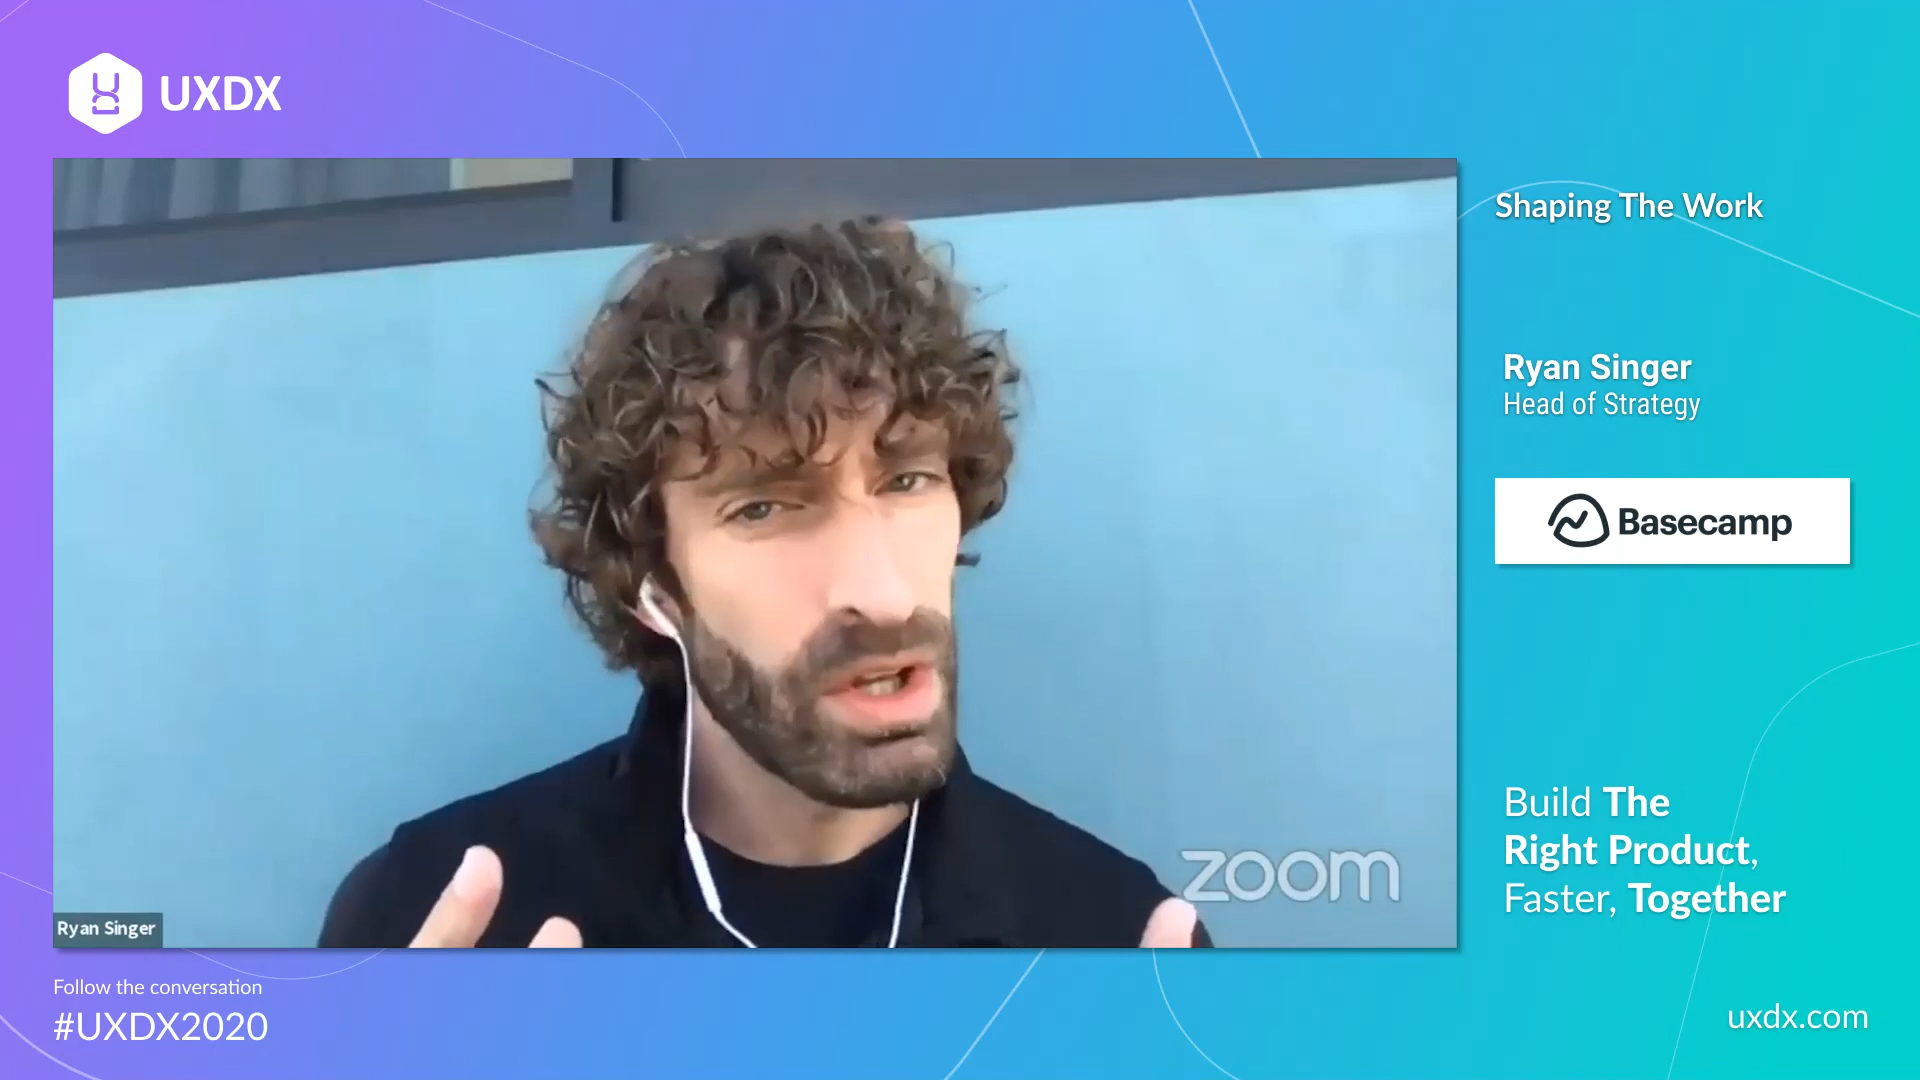 UXDX
Shaping The Work
Ryan Singer
Head of Strategy
Basecamp
Build The
Right Product,
Faster, Together
zoom
Ryan Singer
Follow the conversation
#UXDX2020
uxdx.com